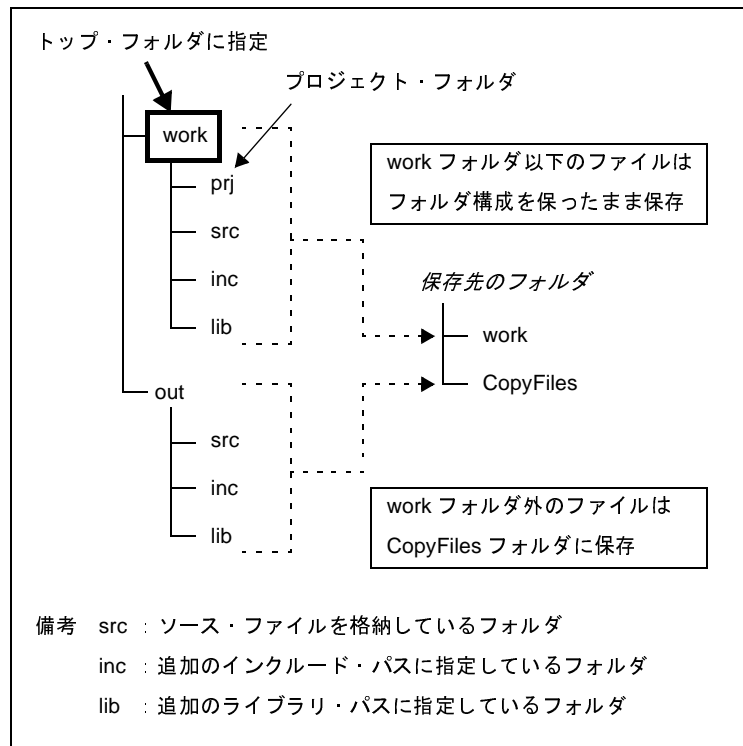 トップ・フォルダに指定
プロジェクト・フォルダ
work
prj
src
inc
lib
work フォルダ以下のファイルは
フォルダ構成を保ったまま保存
保存先のフォルダ
work
CopyFiles
out
src
inc
lib
work フォルダ外のファイルは
CopyFiles フォルダに保存
備考 src : ソース・ファイルを格納しているフォルダ
inc : 追加のインクルード・パスに指定しているフォルダ
lib : 追加のライブラリ・パスに指定しているフォルダ